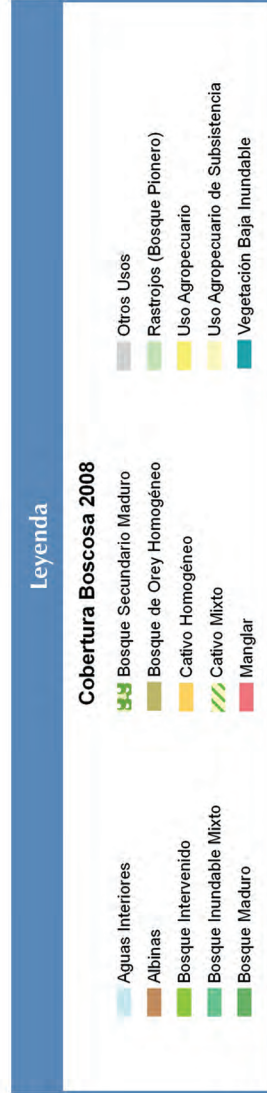 Leyenda
Cobertura Boscosa 2008
Aguas Interiores
Albinas
Bosque Intervenido
Bosque Inundable Mixto
Bosque Maduro
Bosque Secundario Maduro
Bosque de Orey Homogéneo
Cativo Homogéneo
Cativo Mixto
Manglar
Otros Usos
Rastrojos (Bosque Pionero)
Uso Agropecuario
Uso Agropecuario de Subsistencia
Vegetación Baja Inundable